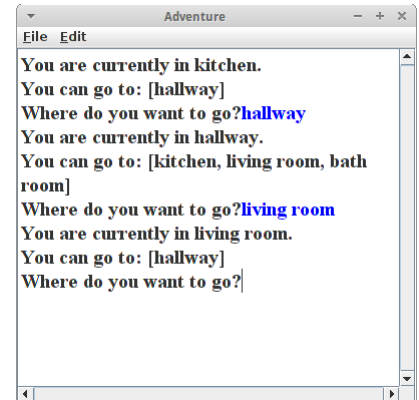 Adventure
File Edit
You are currently in kitchen.
You can go to: [hallway]
Where do you want to go?hallway
You are currently in hallway.
You can go to: [kitchen, living room, bath
room]
Where do you want to go?living room
You are currently in living room.
You can go to: [hallway]
Where do you want to go?